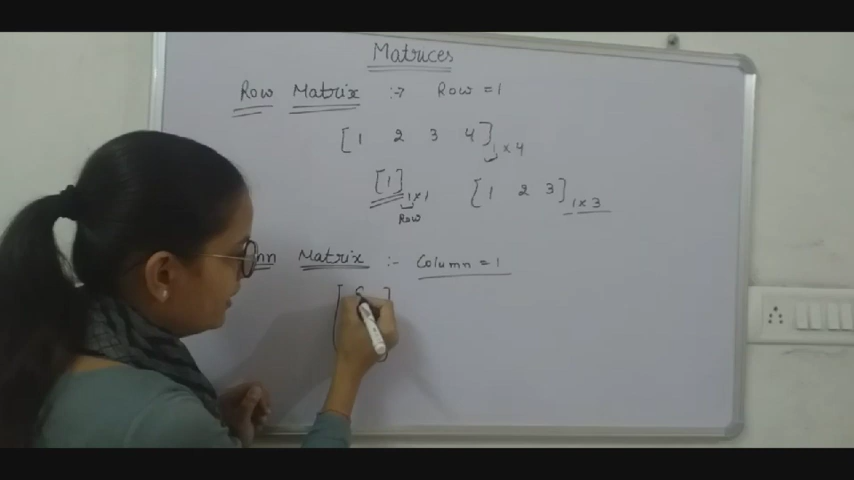 Matrices
Row Matrix :→ Row = 1
[1 2 3 4] 1 × 4
[1] 1 × 1 [1 2 3] 1 × 3
Row
Matrix :- Column = 1